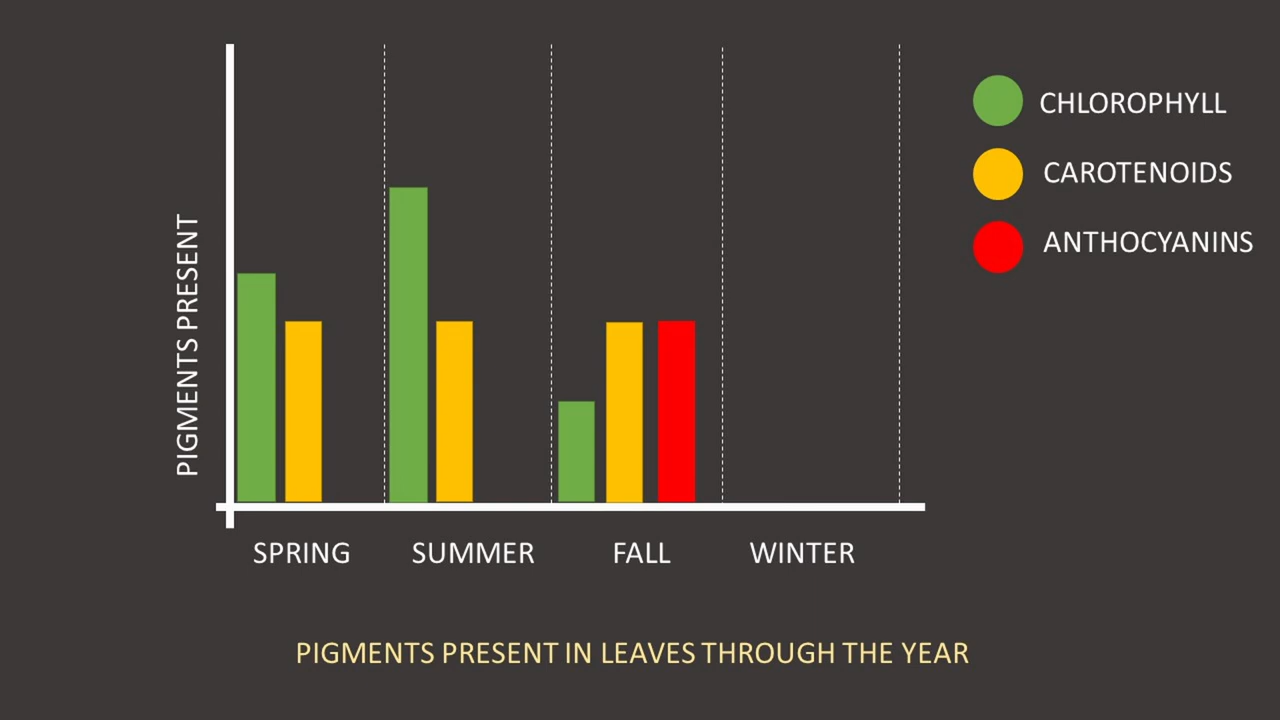 CHLOROPHYLL
CAROTENOIDS
ANTHOCYANINS
PIGMENTS PRESENT
SPRING SUMMER FALL WINTER
PIGMENTS PRESENT IN LEAVES THROUGH THE YEAR